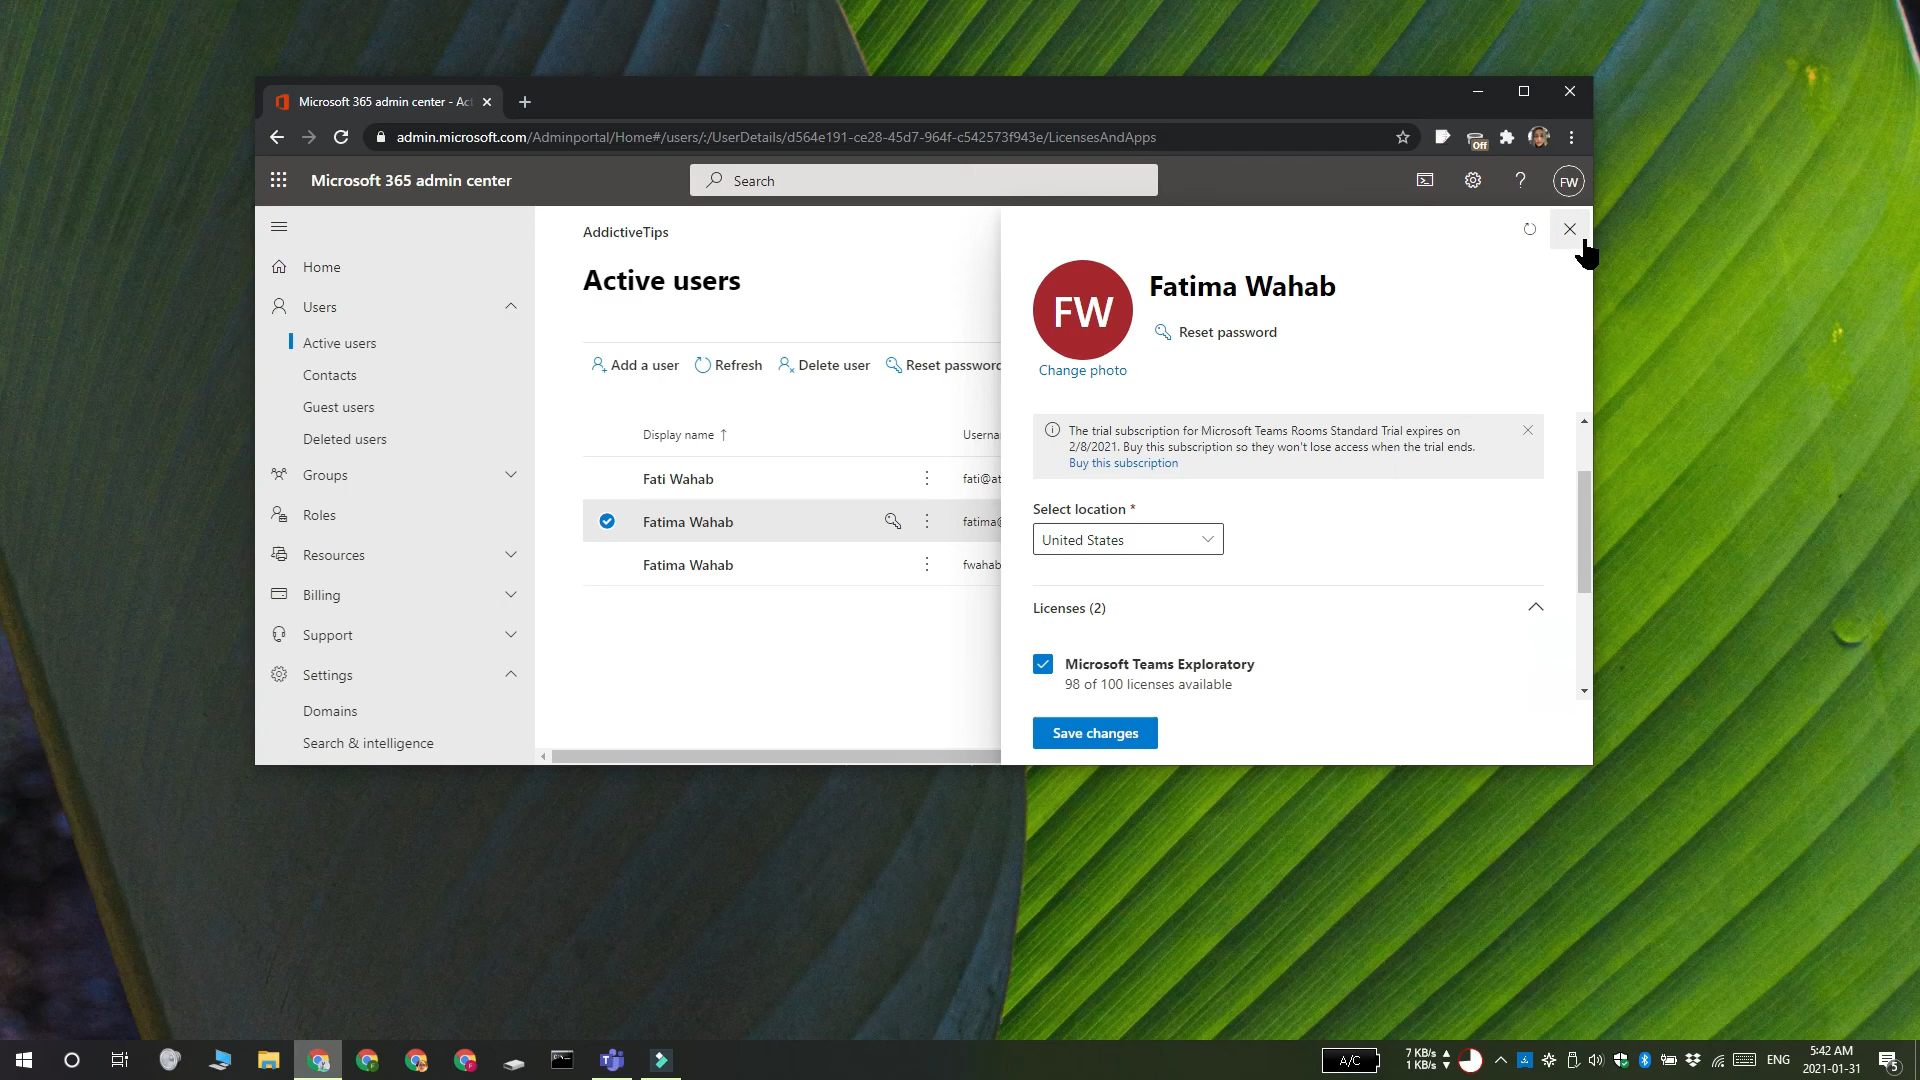 Microsoft 365 admin center - Ac
admin.microsoft.com/Adminportal/Home#/users/:/UserDetails/d564e191-ce28-45d7-964f-c542573f943e/LicensesAndApps
Off
Microsoft 365 admin center
Search
FW
Home
Users
Active users
Contacts
Guest users
Deleted users
Groups
Roles
Resources
Billing
Support
Settings
Domains
Search & intelligence
AddictiveTips
Active users
Add a user
Refresh
Delete user
Reset password
Display name ↑
Userna
Fati Wahab
fati@at
Fatima Wahab
fatima@
Fatima Wahab
fwahab
FW
Change photo
Fatima Wahab
Reset password
The trial subscription for Microsoft Teams Rooms Standard Trial expires on
2/8/2021. Buy this subscription so they won't lose access when the trial ends.
Buy this subscription
Select location *
United States
Licenses (2)
Microsoft Teams Exploratory
98 of 100 licenses available
Save changes
A/C
7 KB/s
1 KB/s
ENG
5:42 AM
2021-01-31
5